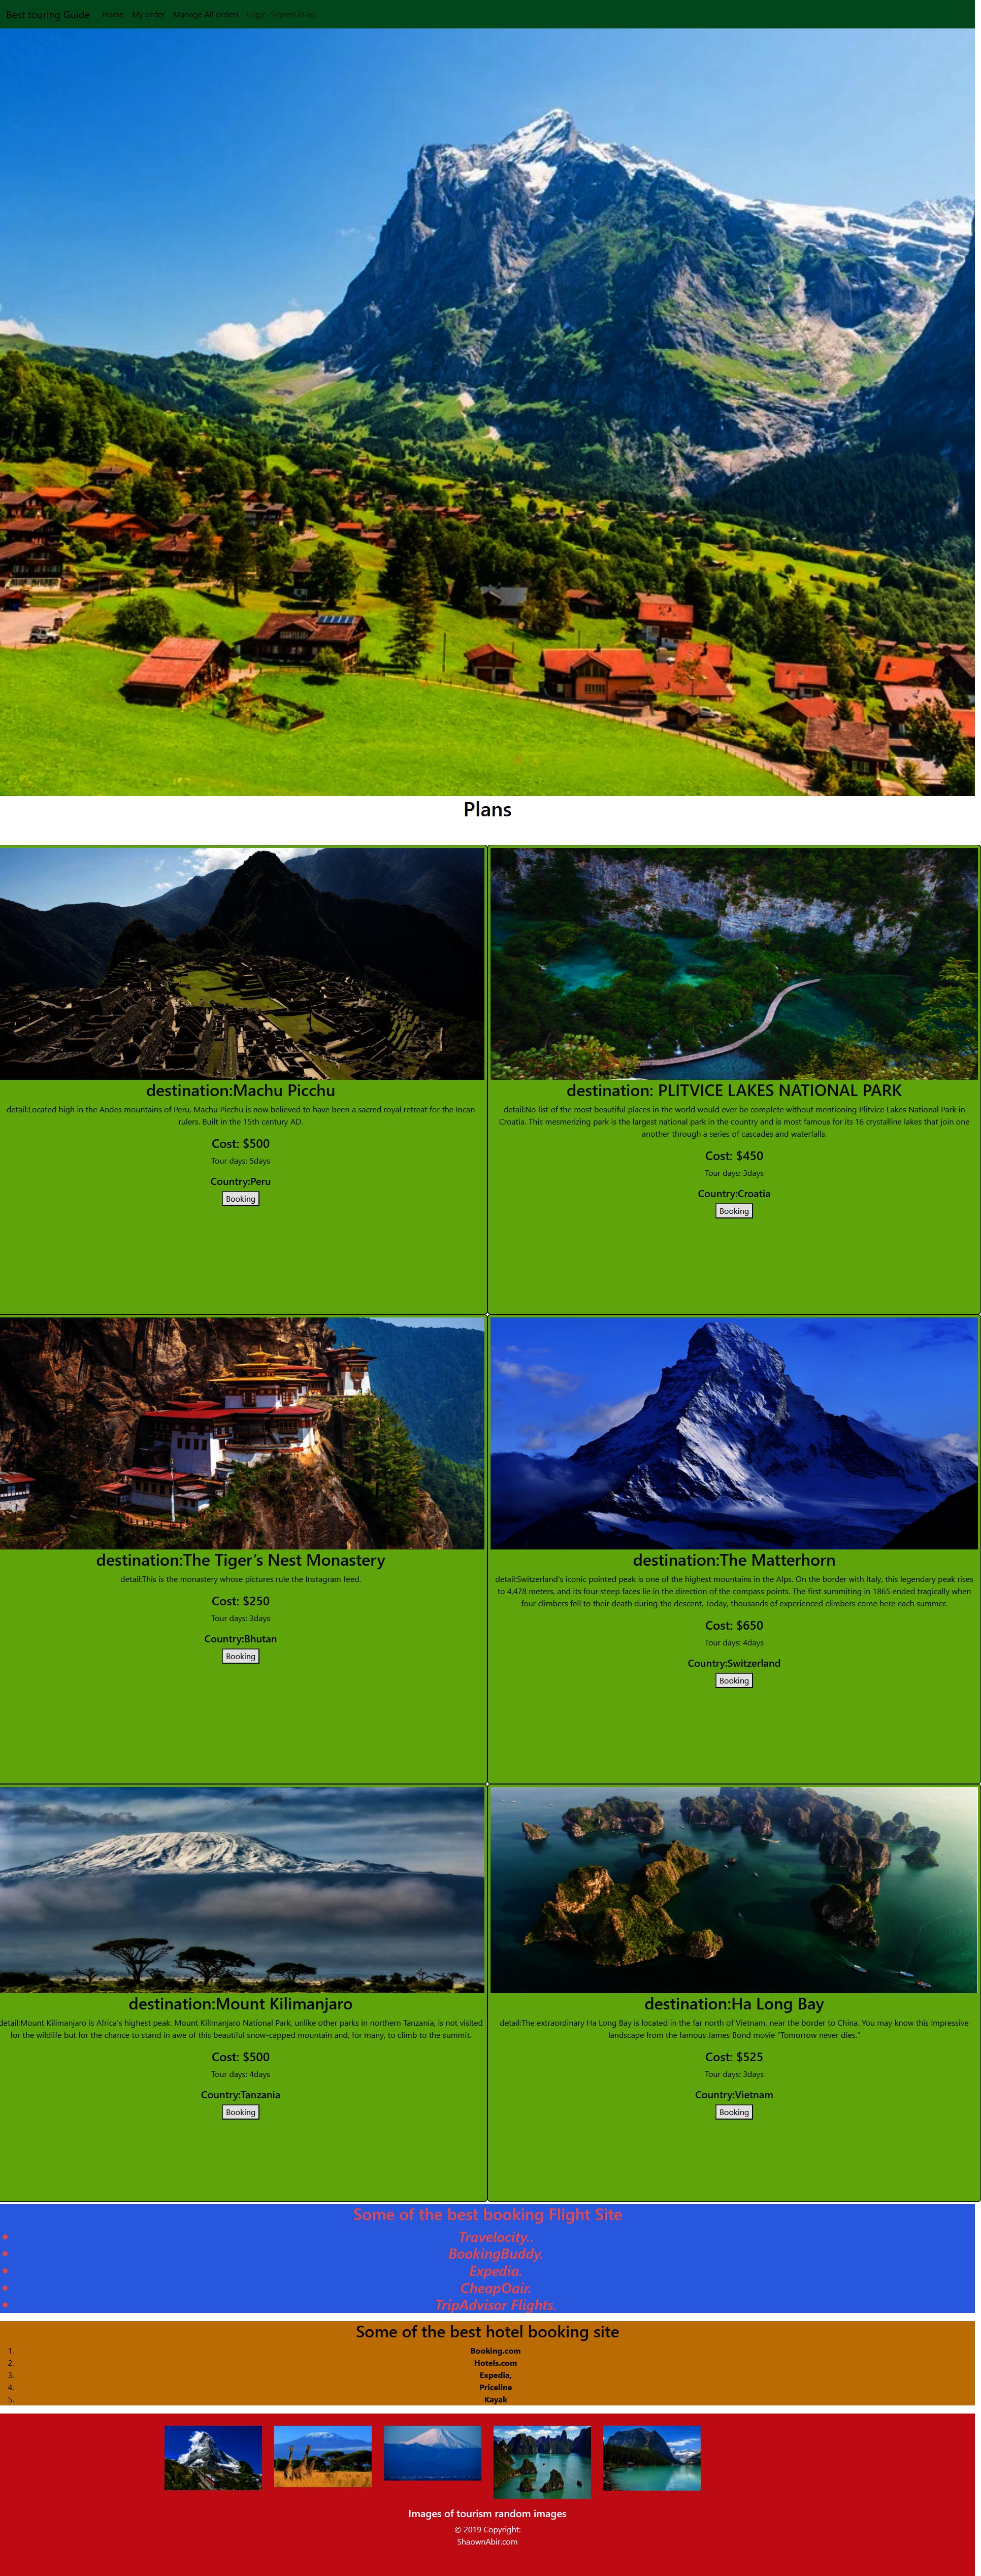 Best touring Guide Home My order Manage All orders Login Signed in as:
Plans
destination:Machu Picchu
detail:Located high in the Andes mountains of Peru, Machu Picchu is now believed to have been a sacred royal retreat for the Incan
rulers. Built in the 15th century AD.
Cost: $500
Tour days: 5days
Country:Peru
Booking
destination: PLITVICE LAKES NATIONAL PARK
detail:No list of the most beautiful places in the world would ever be complete without mentioning Plitvice Lakes National Park in
Croatia. This mesmerizing park is the largest national park in the country and is most famous for its 16 crystalline lakes that join one
another through a series of cascades and waterfalls.
Cost: $450
Tour days: 3days
Country:Croatia
Booking
destination:The Tiger's Nest Monastery
detail:This is the monastery whose pictures rule the Instagram feed.
Cost: $250
Tour days: 3days
Country:Bhutan
Booking
destination:The Matterhorn
detail:Switzerland's iconic pointed peak is one of the highest mountains in the Alps. On the border with Italy, this legendary peak rises
to 4,478 meters, and its four steep faces lie in the direction of the compass points. The first summiting in 1865 ended tragically when
four climbers fell to their death during the descent. Today, thousands of experienced climbers come here each summer.
Cost: $650
Tour days: 4days
Country:Switzerland
Booking
destination:Mount Kilimanjaro
detail:Mount Kilimanjaro is Africa's highest peak. Mount Kilimanjaro National Park, unlike other parks in northern Tanzania, is not visited
for the wildlife but for the chance to stand in awe of this beautiful snow-capped mountain and, for many, to climb to the summit.
Cost: $500
Tour days: 4days
Country:Tanzania
Booking
destination:Ha Long Bay
detail:The extraordinary Ha Long Bay is located in the far north of Vietnam, near the border to China. You may know this impressive
landscape from the famous James Bond movie "Tomorrow never dies."
Cost: $525
Tour days: 3days
Country:Vietnam
Booking
Some of the best booking Flight Site
Travelocity..
BookingBuddy.
Expedia.
CheapOair.
TripAdvisor Flights.
Some of the best hotel booking site
1. Booking.com
2. Hotels.com
3. Expedia,
4. Priceline
5. Kayak
Images of tourism random images
© 2019 Copyright:
ShaownAbir.com